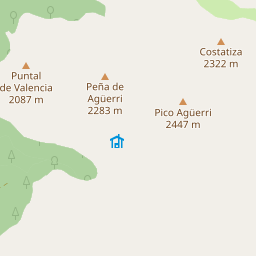 Costatiza
2322 m
Puntal
de Valencia
2087 m
Peña de
Agüerri
2283 m
Pico Agüerri
2447 m